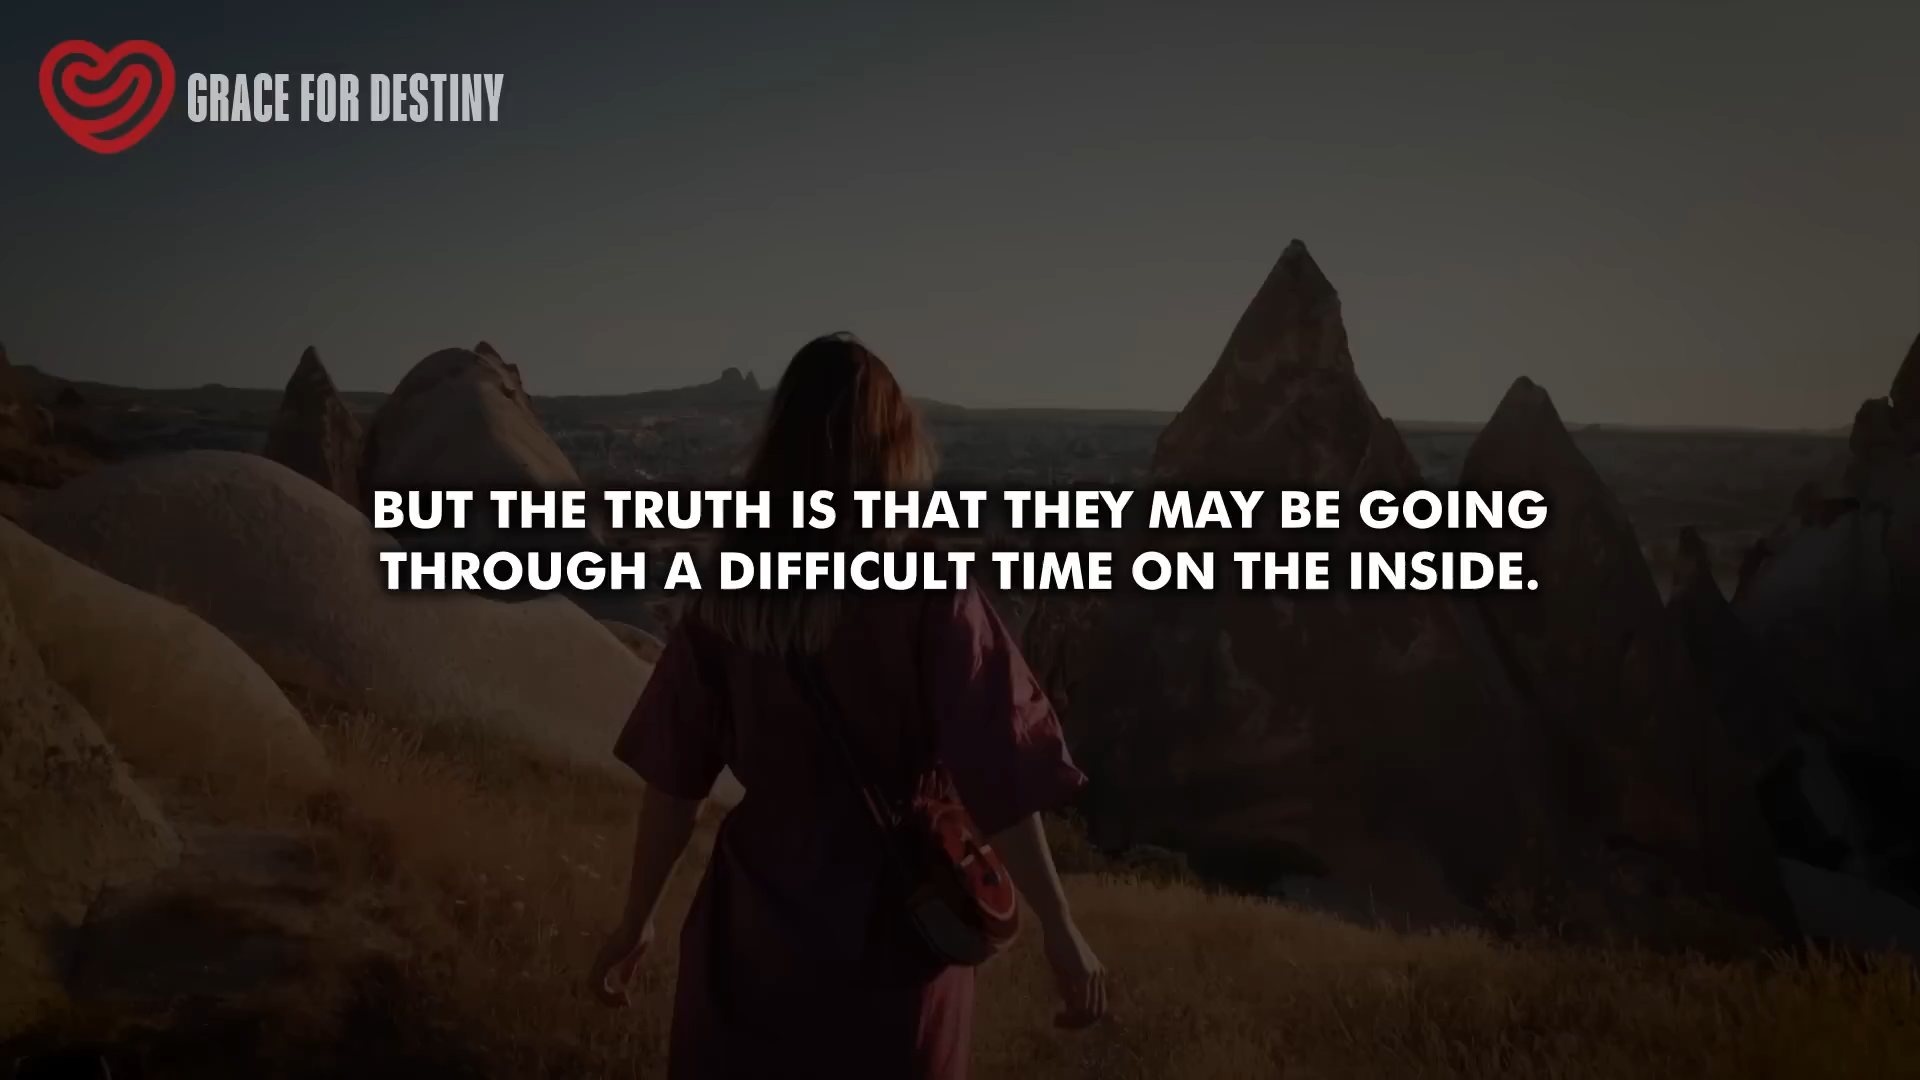 GRACE FOR DESTINY
BUT THE TRUTH IS THAT THEY MAY BE GOING
THROUGH A DIFFICULT TIME ON THE INSIDE.